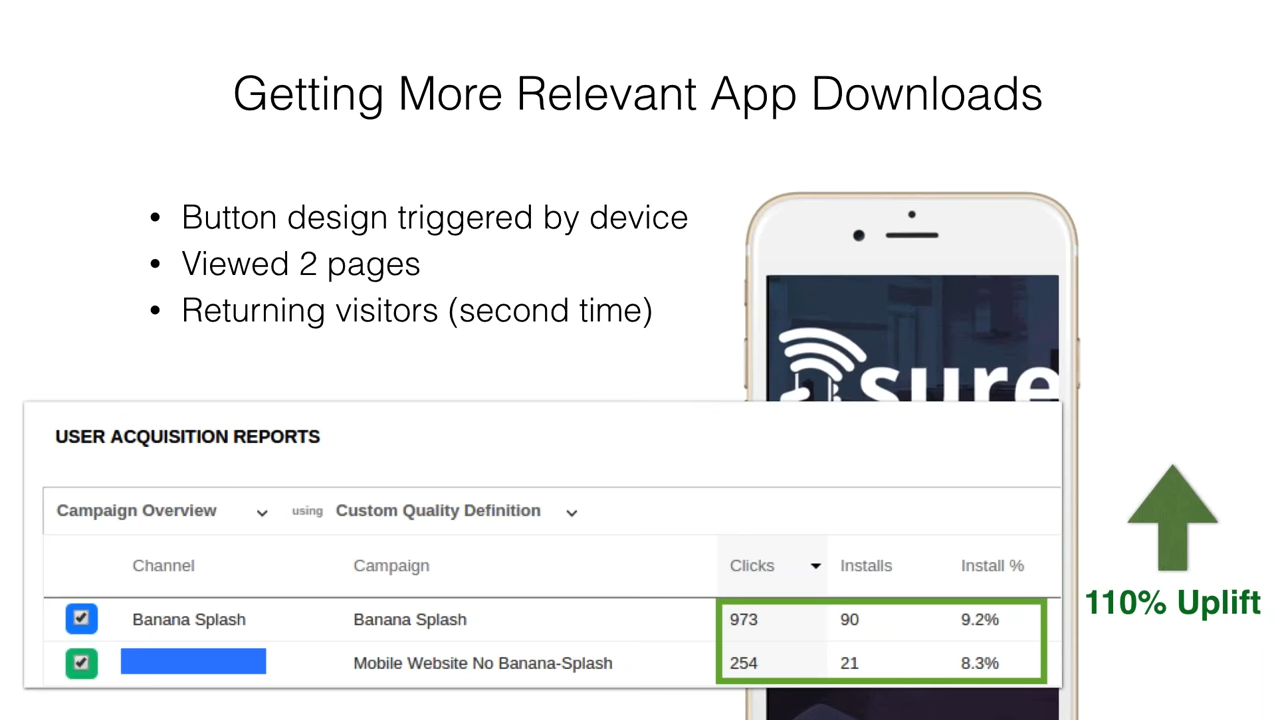 Getting More Relevant App Downloads
• Button design triggered by device
• Viewed 2 pages
• Returning visitors (second time)
sure
USER ACQUISITION REPORTS
Campaign Overview using Custom Quality Definition
Channel Campaign Clicks Installs Install %
Banana Splash Banana Splash 973 90 9.2%
Mobile Website No Banana-Splash 254 21 8.3%
110% Uplift